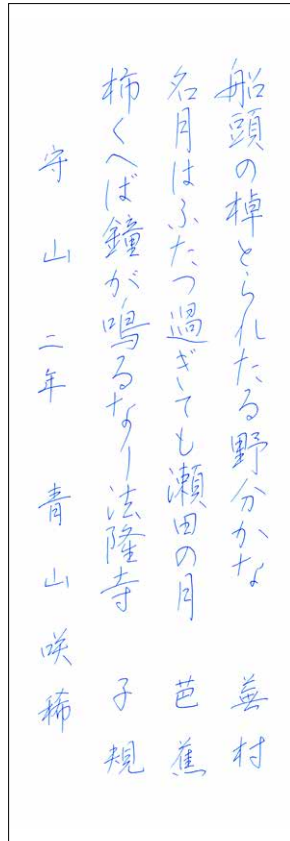 船頭の棹とられたる野分かな 蕪村
名月はふたつ過ぎても瀬田の月 芭蕉
柿くへば鐘が鳴るなり法隆寺 子規
守山 二年 青山咲稀